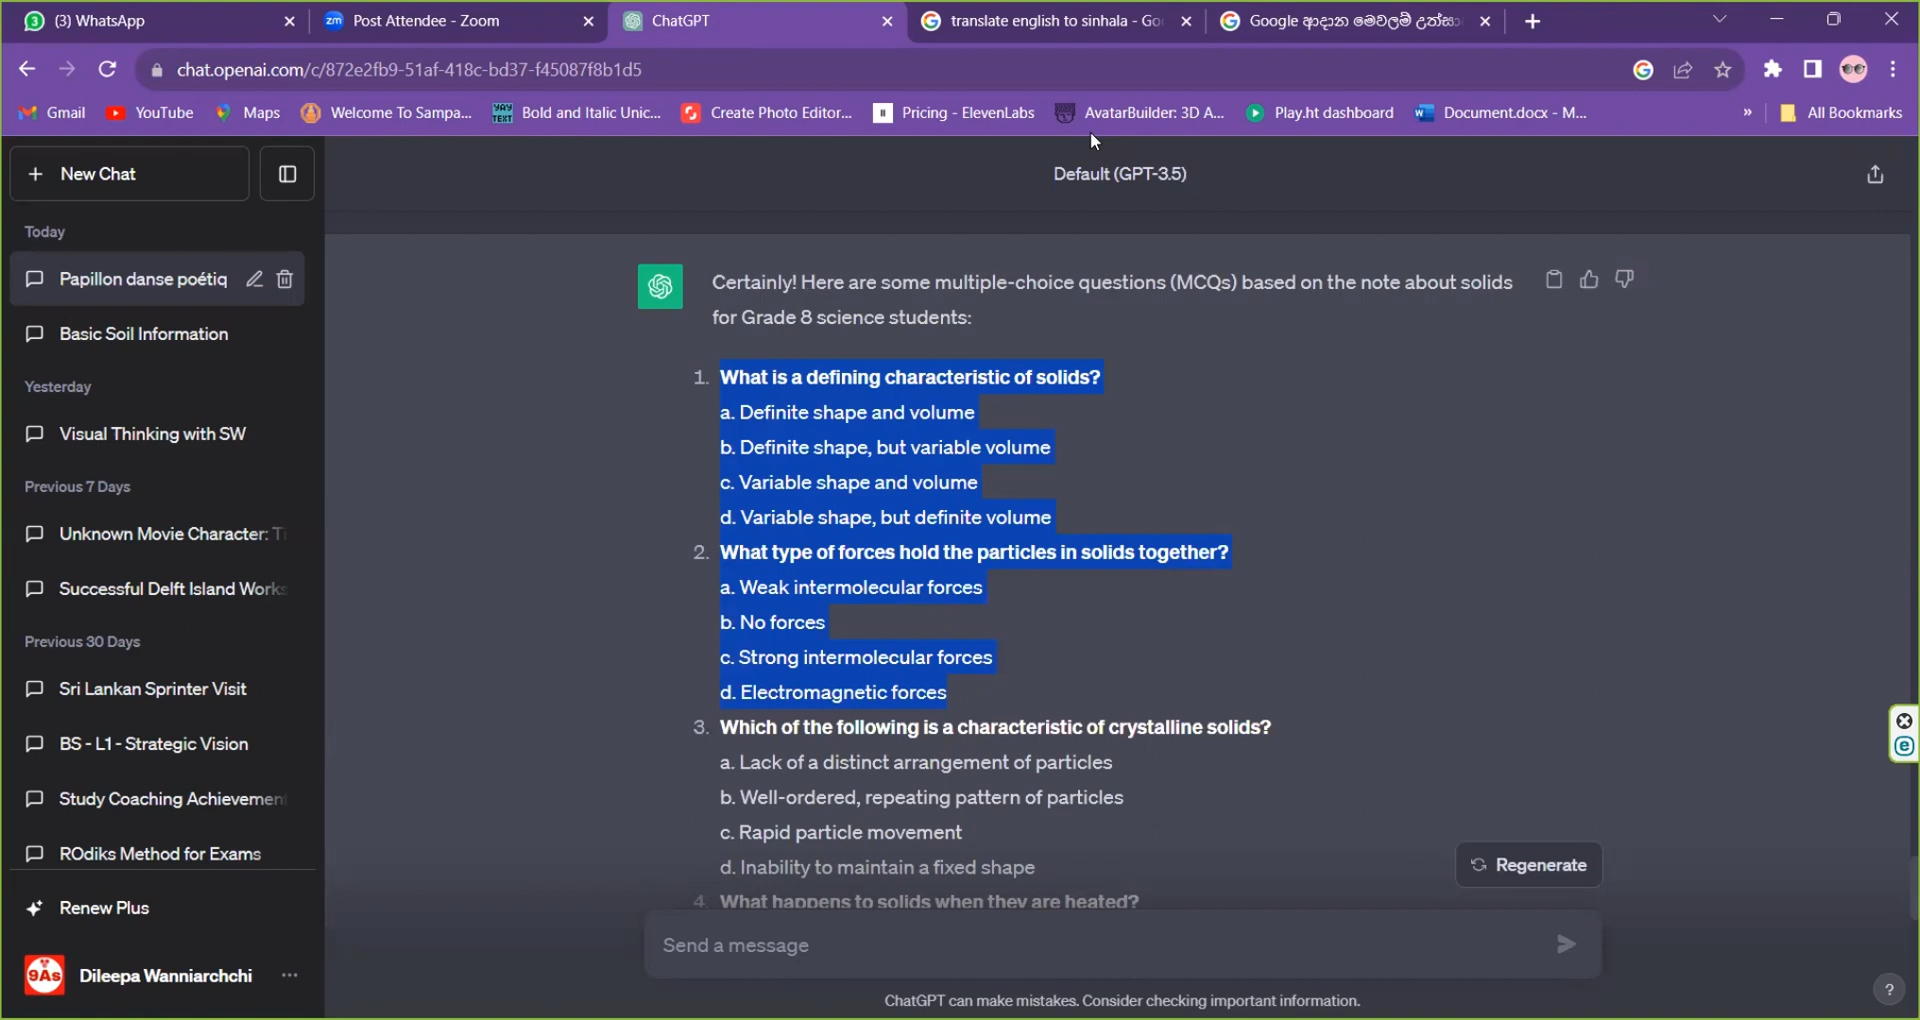 3
(3) WhatsApp
zm
Post Attendee - Zoom
ChatGPT
translate english to sinhala - Go
Google ආදාන මෙවලම් උත්සා
chat.openai.com/c/872e2fb9-51af-418c-bd37-f45087f8b1d5
Gmail
YouTube
Maps
Welcome To Sampa...
YAY TEXT
Bold and Italic Unic...
Create Photo Editor...
Pricing - ElevenLabs
AvatarBuilder: 3D A...
Play.ht dashboard
Document.docx - M...
»
All Bookmarks
+ New Chat
Default (GPT-3.5)
Today
Papillon danse poétiq
Basic Soil Information
Yesterday
Visual Thinking with SW
Previous 7 Days
Unknown Movie Character: T
Successful Delft Island Works
Previous 30 Days
Sri Lankan Sprinter Visit
BS - L1 - Strategic Vision
Study Coaching Achievement
ROdiks Method for Exams
Renew Plus
9As
Dileepa Wanniarchchi
Certainly! Here are some multiple-choice questions (MCQs) based on the note about solids
for Grade 8 science students:
1. What is a defining characteristic of solids?
a. Definite shape and volume
b. Definite shape, but variable volume
c. Variable shape and volume
d. Variable shape, but definite volume
2. What type of forces hold the particles in solids together?
a. Weak intermolecular forces
b. No forces
c. Strong intermolecular forces
d. Electromagnetic forces
3. Which of the following is a characteristic of crystalline solids?
a. Lack of a distinct arrangement of particles
b. Well-ordered, repeating pattern of particles
c. Rapid particle movement
d. Inability to maintain a fixed shape
4. What happens to solids when they are heated?
Regenerate
Send a message
ChatGPT can make mistakes. Consider checking important information.
?